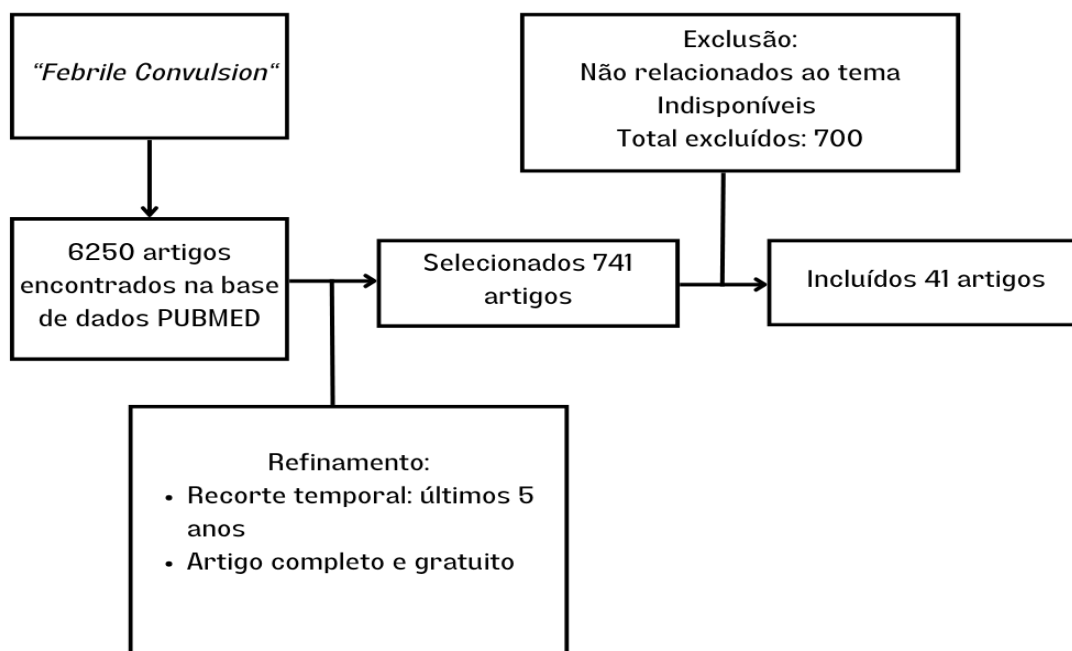 “Febrile Convulsion“
6250 artigos
encontrados na base
de dados PUBMED
Refinamento:
• Recorte temporal: últimos 5
anos
• Artigo completo e gratuito
Selecionados 741
artigos
Exclusão:
Não relacionados ao tema
Indisponíveis
Total excluídos: 700
Incluídos 41 artigos